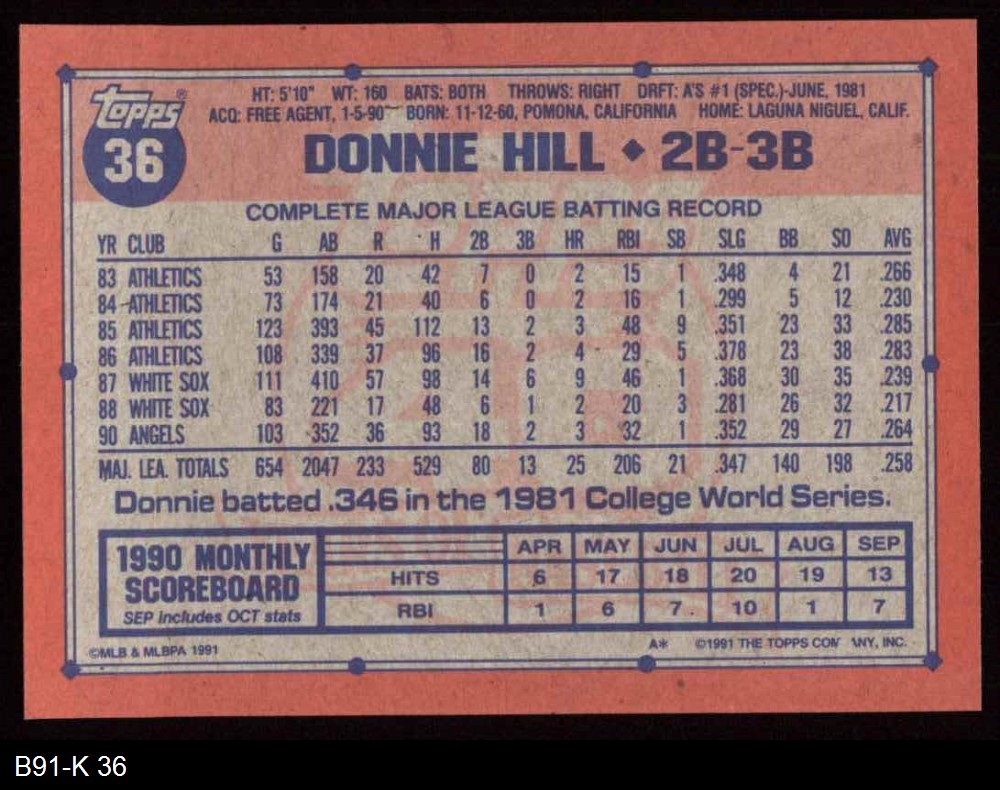 topps®
36
HT: 5'10" WT: 160 BATS: BOTH THROWS: RIGHT DRFT: A'S #1 (SPEC.)-JUNE, 1981
ACQ: FREE AGENT, 1-5-90 BORN: 11-12-60, POMONA, CALIFORNIA HOME: LAGUNA NIGUEL, CALIF.
DONNIE HILL ◆ 2B-3B
COMPLETE MAJOR LEAGUE BATTING RECORD
YR CLUB G AB R H 2B 3B HR RBI SB SLG BB SO AVG
83 ATHLETICS 53 158 20 42 7 0 2 15 1 .348 4 21 .266
84 ATHLETICS 73 174 21 40 6 0 2 16 1 .299 5 12 .230
85 ATHLETICS 123 393 45 112 13 2 3 48 9 .351 23 33 .285
86 ATHLETICS 108 339 37 96 16 2 4 29 5 .378 23 38 .283
87 WHITE SOX 111 410 57 98 14 6 9 46 1 .368 30 35 .239
88 WHITE SOX 83 221 17 48 6 1 2 20 3 .281 26 32 .217
90 ANGELS 103 352 36 93 18 2 3 32 1 .352 29 27 .264
MAJ. LEA. TOTALS 654 2047 233 529 80 13 25 206 21 .347 140 198 .258
Donnie batted .346 in the 1981 College World Series.
1990 MONTHLY SCOREBOARD
SEP includes OCT stats
APR MAY JUN JUL AUG SEP
HITS 6 17 18 20 19 13
RBI 1 6 7 10 1 7
©MLB & MLBPA 1991 A* ©1991 THE TOPPS COM ANY, INC.
B91-K 36